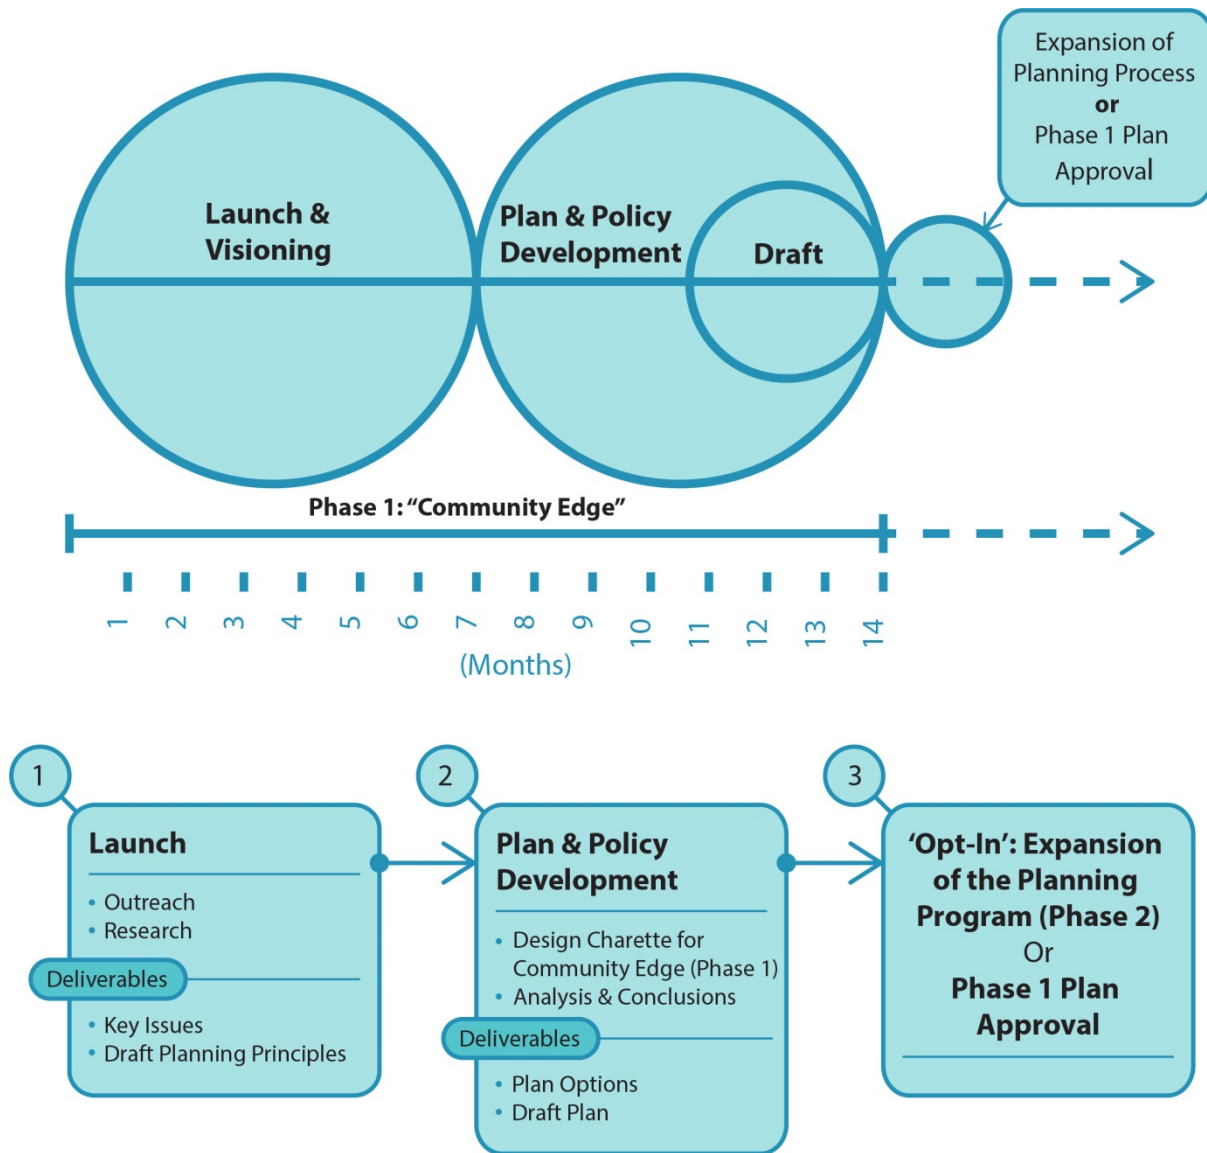 Expansion of
Planning Process
or
Phase 1 Plan
Approval
Launch &
Visioning
Plan & Policy
Development
Draft
Phase 1: “Community Edge”
1
2
3
4
5
6
7
8
9
10
11
12
13
14
(Months)
1
Launch
• Outreach
• Research
Deliverables
• Key Issues
• Draft Planning Principles
2
Plan & Policy
Development
• Design Charette for
Community Edge (Phase 1)
• Analysis & Conclusions
Deliverables
• Plan Options
• Draft Plan
3
‘Opt-In’: Expansion
of the Planning
Program (Phase 2)
Or
Phase 1 Plan
Approval